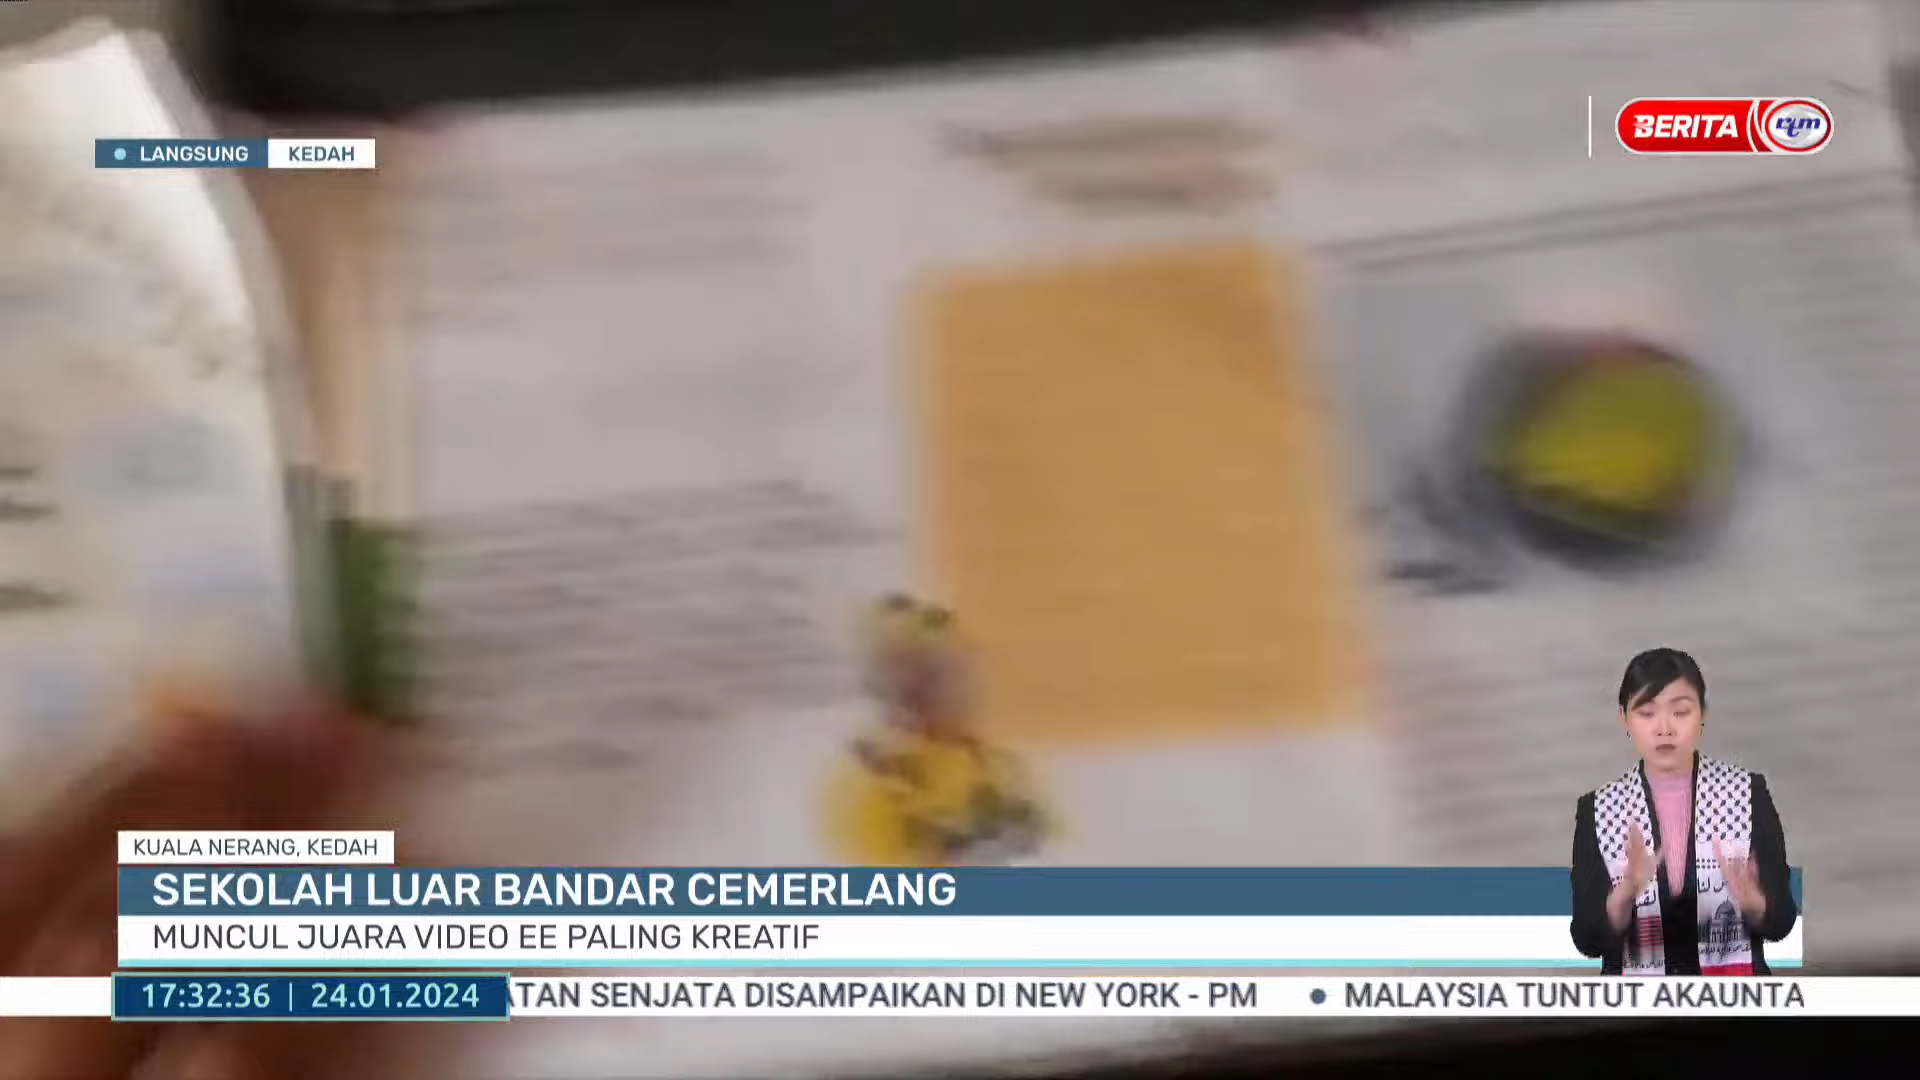 LANGSUNG KEDAH
BERITA rtm
KUALA NERANG, KEDAH
SEKOLAH LUAR BANDAR CEMERLANG
MUNCUL JUARA VIDEO EE PALING KREATIF
17:32:36 | 24.01.2024 ATAN SENJATA DISAMPAIKAN DI NEW YORK - PM • MALAYSIA TUNTUT AKAUNTA